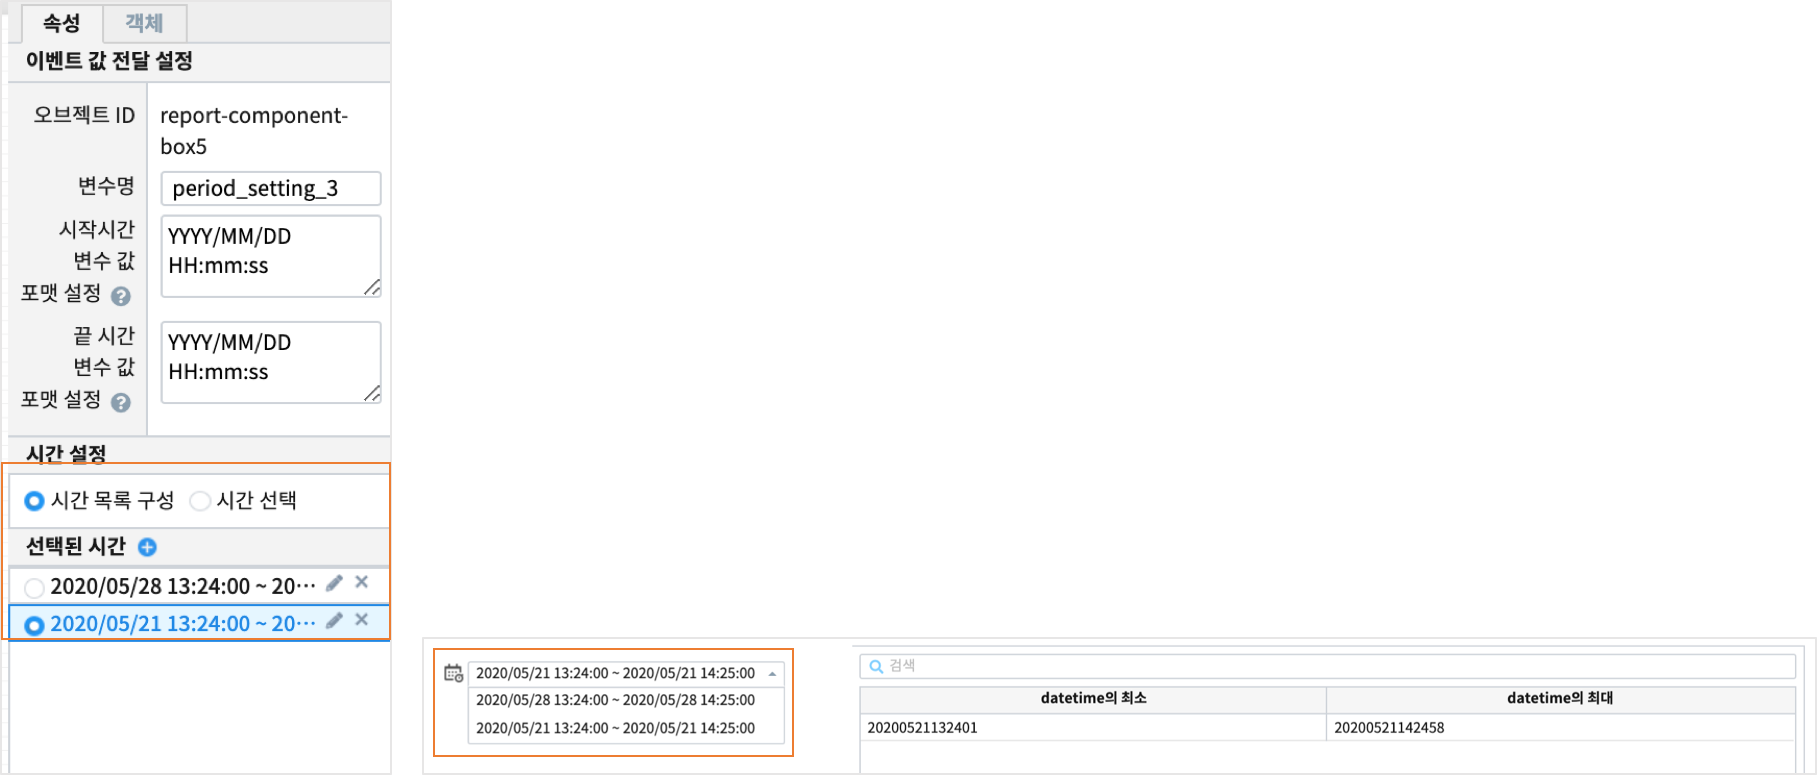 속성
객체
이벤트 값 전달 설정
오브젝트 ID
report-component-
box5
변수명
period_setting_3
시작시간
변수 값
포맷 설정 ?
YYYY/MM/DD
HH:mm:ss
끝 시간
변수 값
포맷 설정 ?
YYYY/MM/DD
HH:mm:ss
시간 설정
시간 목록 구성 시간 선택
선택된 시간
2020/05/28 13:24:00 ~ 20⋯
2020/05/21 13:24:00 ~ 20⋯
2020/05/21 13:24:00 ~ 2020/05/21 14:25:00
2020/05/28 13:24:00 ~ 2020/05/28 14:25:00
2020/05/21 13:24:00 ~ 2020/05/21 14:25:00
검색
datetime의 최소
datetime의 최대
20200521132401
20200521142458